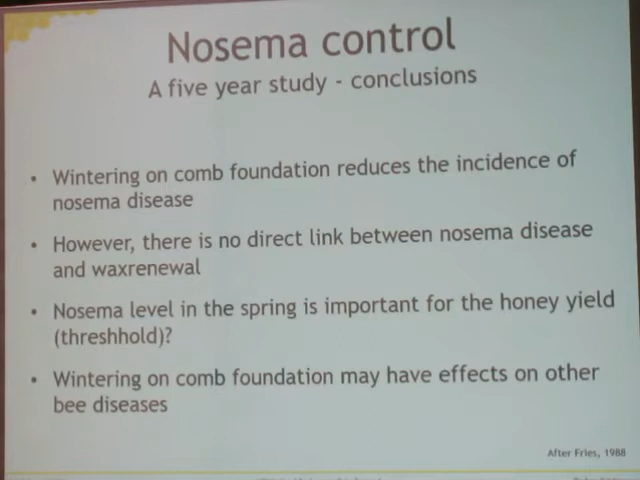 Nosema control
A five year study - conclusions
• Wintering on comb foundation reduces the incidence of
nosema disease
• However, there is no direct link between nosema disease
and waxrenewal
• Nosema level in the spring is important for the honey yield
(threshhold)?
• Wintering on comb foundation may have effects on other
bee diseases
After Fries, 1988